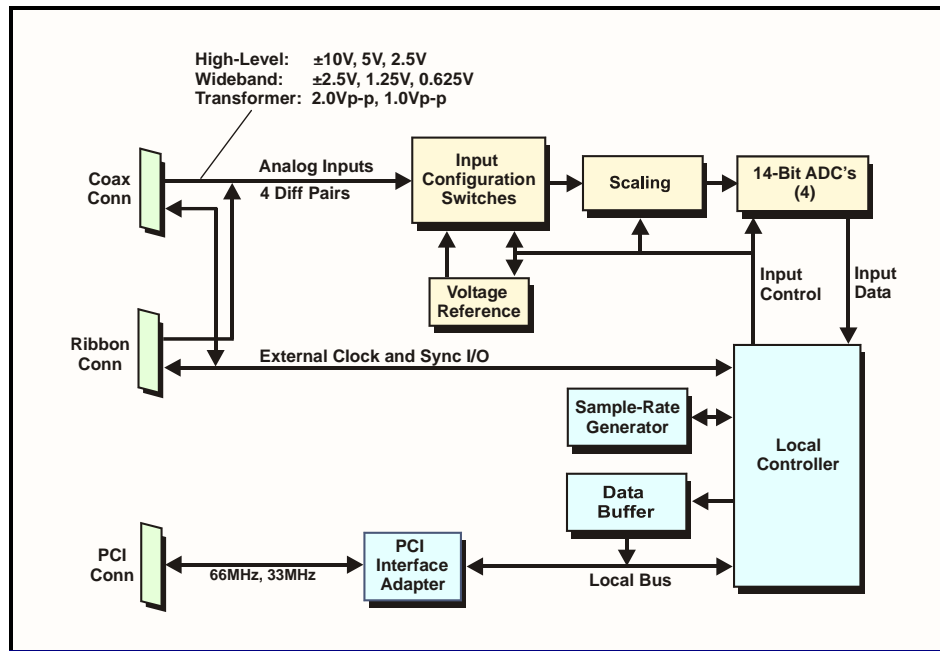 High-Level: ±10V, 5V, 2.5V
Wideband: ±2.5V, 1.25V, 0.625V
Transformer: 2.0Vp-p, 1.0Vp-p
Coax
Conn
Analog Inputs
4 Diff Pairs
Input
Configuration
Switches
Scaling
14-Bit ADC's
(4)
Voltage
Reference
Input
Control
Input
Data
Ribbon
Conn
External Clock and Sync I/O
Sample-Rate
Generator
Local
Controller
Data
Buffer
PCI
Conn
66MHz, 33MHz
PCI
Interface
Adapter
Local Bus